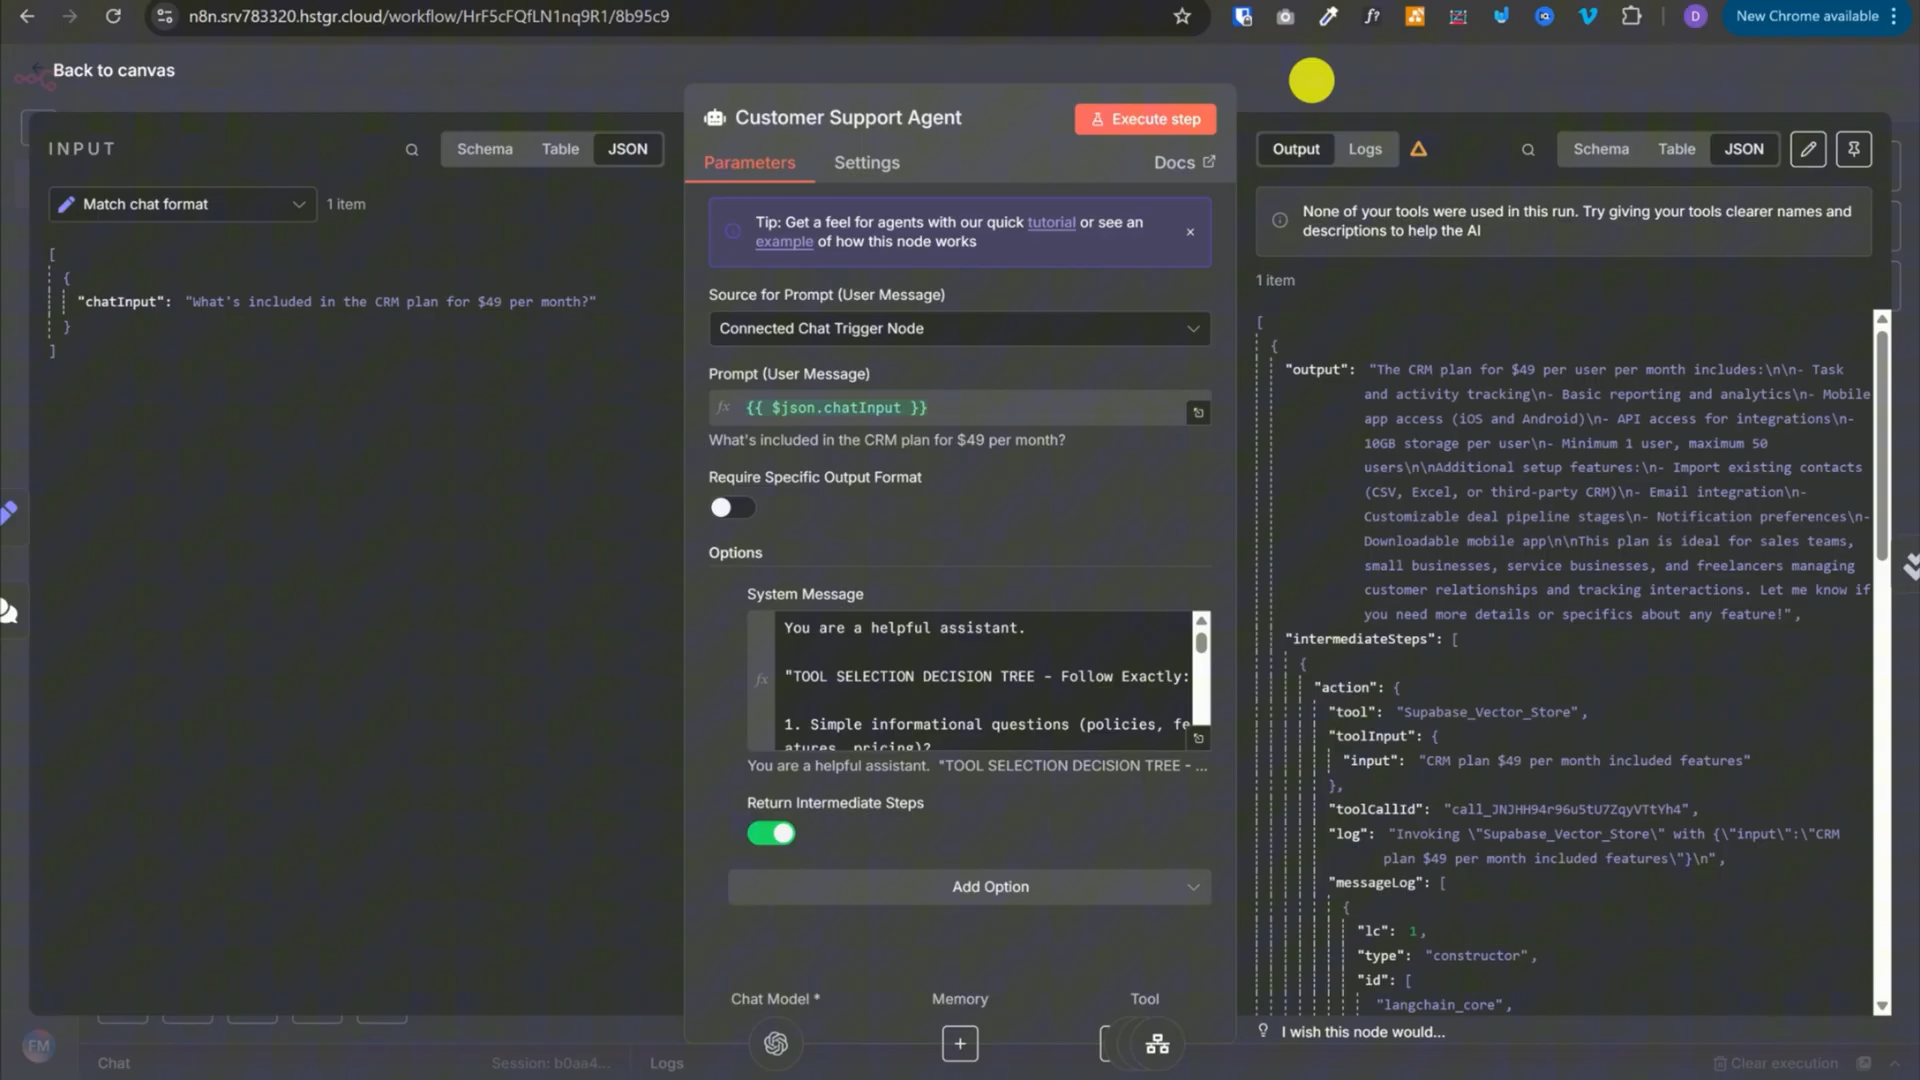 n8n.srv783320.hstgr.cloud/workflow/HrF5cFQfLN1nq9R1/8b95c9
f?
D
New Chrome available
Back to canvas
INPUT
Schema
Table
JSON
Match chat format
1 item
[
{
"chatInput": "What's included in the CRM plan for $49 per month?"
}
]
Customer Support Agent
Execute step
Parameters
Settings
Docs
Tip: Get a feel for agents with our quick tutorial or see an
example of how this node works
×
Source for Prompt (User Message)
Connected Chat Trigger Node
Prompt (User Message)
fx
{{ $json.chatInput }}
What's included in the CRM plan for $49 per month?
Require Specific Output Format
Options
System Message
You are a helpful assistant.
"TOOL SELECTION DECISION TREE - Follow Exactly:
fx
1. Simple informational questions (policies, fe
atures, pricing)?
You are a helpful assistant. "TOOL SELECTION DECISION TREE - ...
Return Intermediate Steps
Add Option
Chat Model *
Memory
Tool
+
Output
Logs
Schema
Table
JSON
None of your tools were used in this run. Try giving your tools clearer names and
descriptions to help the AI
1 item
[
{
"output": "The CRM plan for $49 per user per month includes:\n\n- Task
and activity tracking\n- Basic reporting and analytics\n- Mobile
app access (iOS and Android)\n- API access for integrations\n-
10GB storage per user\n- Minimum 1 user, maximum 50
users\n\nAdditional setup features:\n- Import existing contacts
(CSV, Excel, or third-party CRM)\n- Email integration\n-
Customizable deal pipeline stages\n- Notification preferences\n-
Downloadable mobile app\n\nThis plan is ideal for sales teams,
small businesses, service businesses, and freelancers managing
customer relationships and tracking interactions. Let me know if
you need more details or specifics about any feature!",
"intermediateSteps": [
{
"action": {
"tool": "Supabase_Vector_Store",
"toolInput": {
"input": "CRM plan $49 per month included features"
},
"toolCallId": "call_JNJHH94r96u5tU7ZqyVTtYh4",
"log": "Invoking \"Supabase_Vector_Store\" with {\"input\":\"CRM
plan $49 per month included features\"}\n",
"messageLog": [
{
"lc": 1,
"type": "constructor",
"id": [
"langchain_core",
I wish this node would...
FM
Chat
Session: b0aa4...
Logs
Clear execution